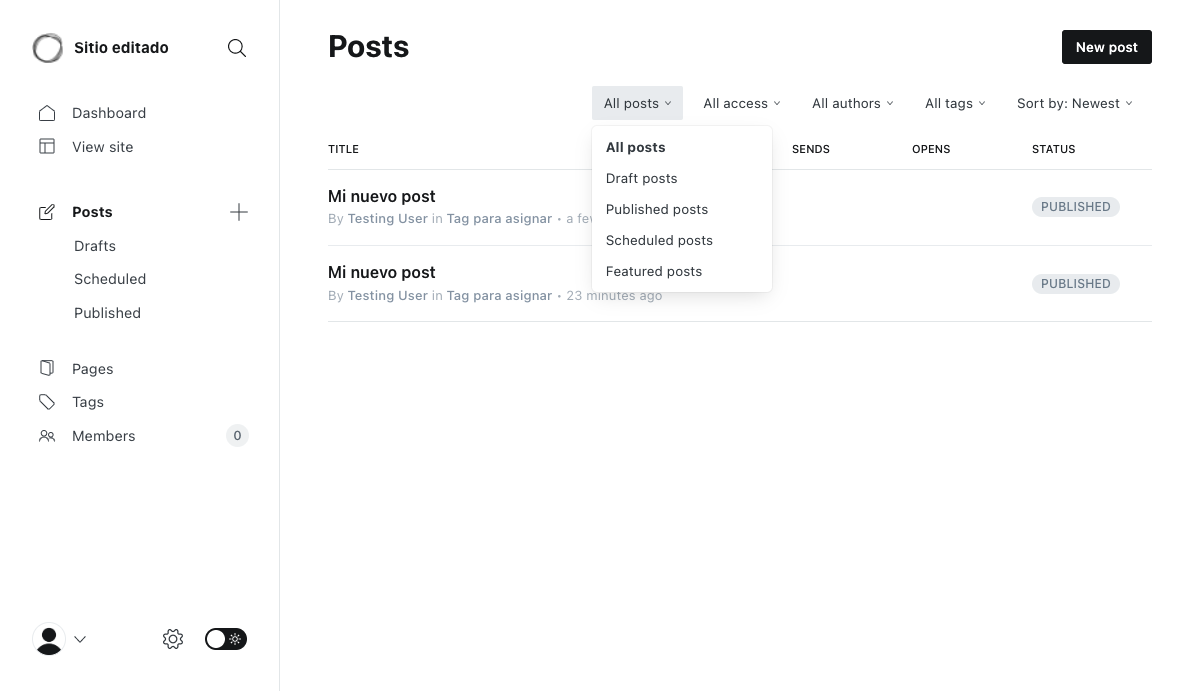 Sitio editado
Dashboard
View site
Posts
Drafts
Scheduled
Published
Pages
Tags
Members 0
Posts
New post
All posts All access All authors All tags Sort by: Newest
All posts
Draft posts
Published posts
Scheduled posts
Featured posts
TITLE SENDS OPENS STATUS
Mi nuevo post
By Testing User in Tag para asignar • a few
PUBLISHED
Mi nuevo post
By Testing User in Tag para asignar • 23 minutes ago
PUBLISHED